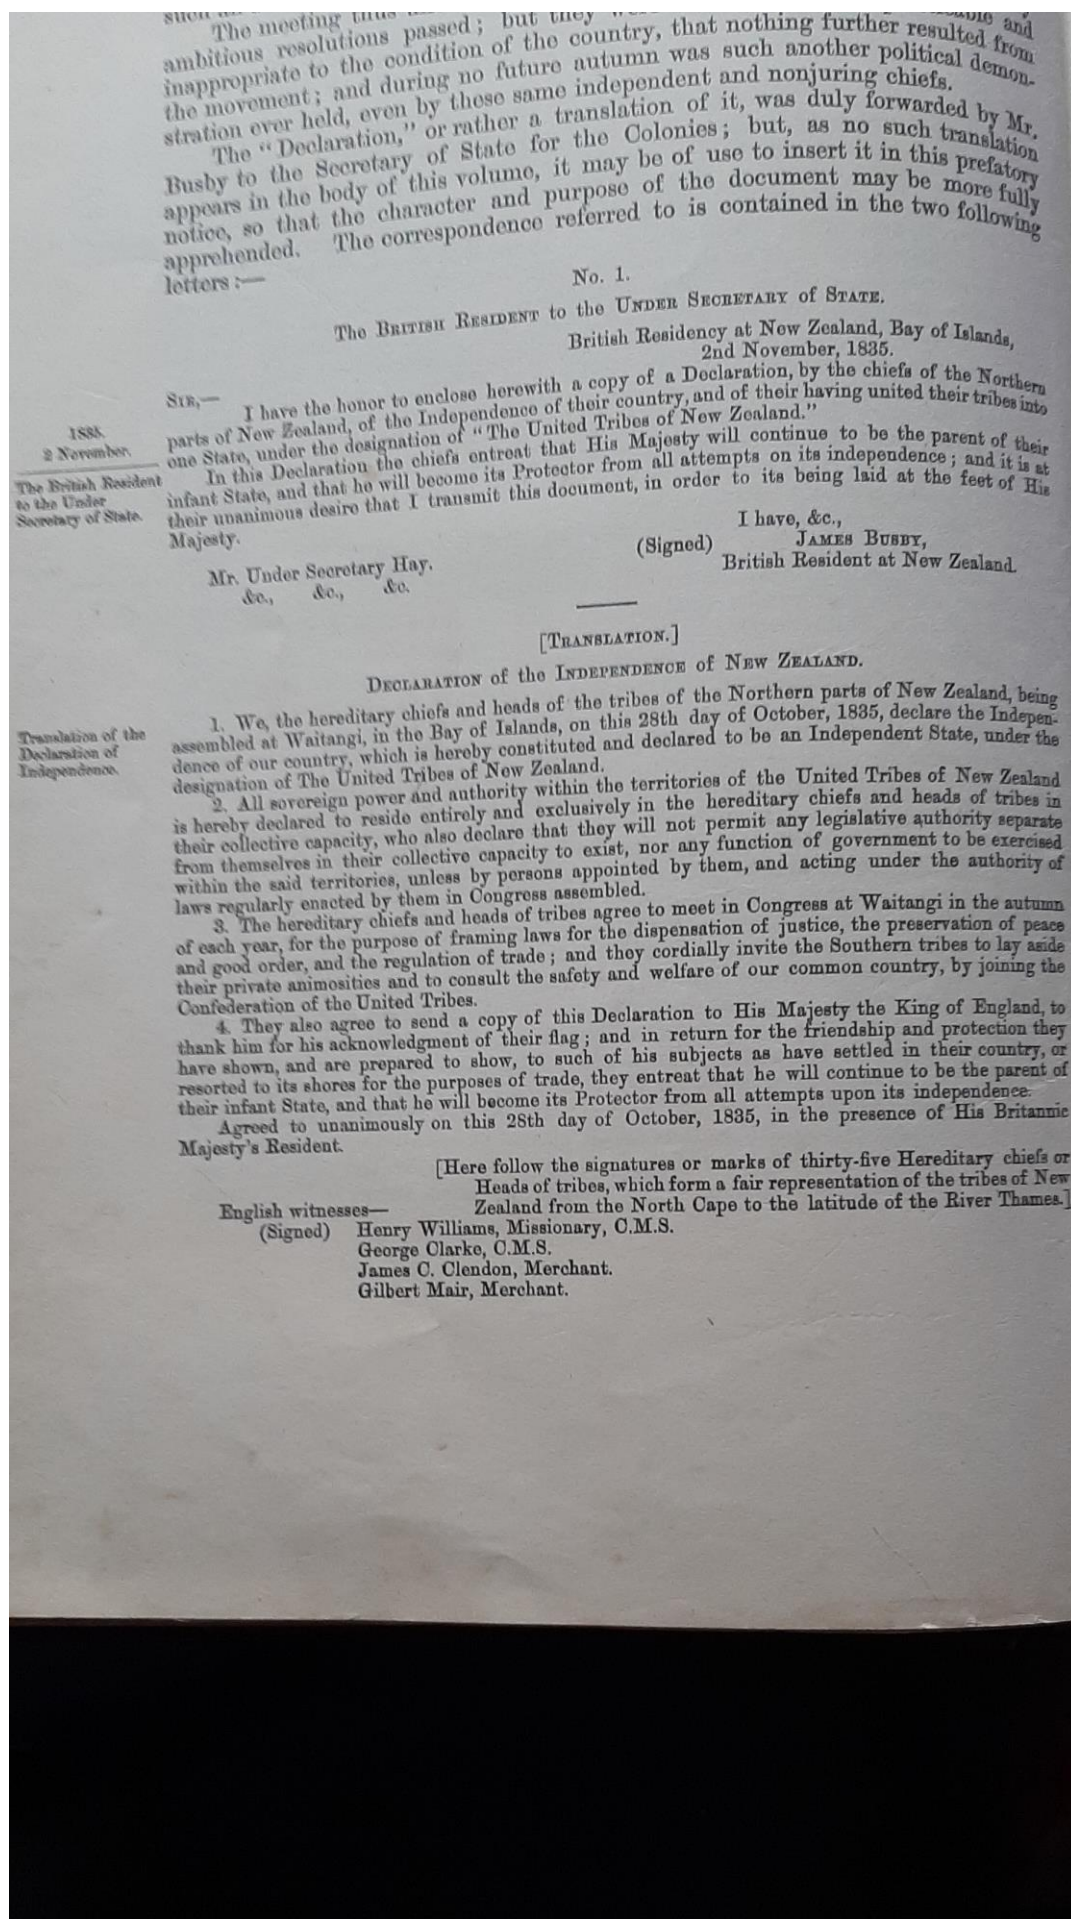 The meeting
ambitious resolutions passed; but they
inappropriate to the condition of the country, that nothing further resulted from
the movement; and during no future autumn was such another political demon-
stration ever held, even by these same independent and nonjuring chiefs.
The "Declaration," or rather a translation of it, was duly forwarded by Mr.
Busby to the Secretary of State for the Colonies; but, as no such translation
appears in the body of this volume, it may be of use to insert it in this prefatory
notice, so that the character and purpose of the document may be more fully
apprehended. The correspondence referred to is contained in the two following
letters:—
No. 1.
The BRITISH RESIDENT to the UNDER SECRETARY of STATE.
British Residency at New Zealand, Bay of Islands,
2nd November, 1835.
SIR,—
I have the honor to enclose herewith a copy of a Declaration, by the chiefs of the Northern
parts of New Zealand, of the Independence of their country, and of their having united their tribes into
one State, under the designation of "The United Tribes of New Zealand."
In this Declaration the chiefs entreat that His Majesty will continue to be the parent of their
infant State, and that he will become its Protector from all attempts on its independence; and it is at
their unanimous desire that I transmit this document, in order to its being laid at the feet of His
Majesty.
1835.
2 November.
The British Resident
to the Under
Secretary of State.
I have, &c.,
(Signed) JAMES BUSBY,
British Resident at New Zealand.
Mr. Under Secretary Hay.
&c., &c., &c.
[TRANSLATION.]
DECLARATION of the INDEPENDENCE of NEW ZEALAND.
Translation of the
Declaration of
Independence.
1. We, the hereditary chiefs and heads of the tribes of the Northern parts of New Zealand, being
assembled at Waitangi, in the Bay of Islands, on this 28th day of October, 1835, declare the Indepen-
dence of our country, which is hereby constituted and declared to be an Independent State, under the
designation of The United Tribes of New Zealand.
2. All sovereign power and authority within the territories of the United Tribes of New Zealand
is hereby declared to reside entirely and exclusively in the hereditary chiefs and heads of tribes in
their collective capacity, who also declare that they will not permit any legislative authority separate
from themselves in their collective capacity to exist, nor any function of government to be exercised
within the said territories, unless by persons appointed by them, and acting under the authority of
laws regularly enacted by them in Congress assembled.
3. The hereditary chiefs and heads of tribes agree to meet in Congress at Waitangi in the autumn
of each year, for the purpose of framing laws for the dispensation of justice, the preservation of peace
and good order, and the regulation of trade; and they cordially invite the Southern tribes to lay aside
their private animosities and to consult the safety and welfare of our common country, by joining the
Confederation of the United Tribes.
4. They also agree to send a copy of this Declaration to His Majesty the King of England, to
thank him for his acknowledgment of their flag; and in return for the friendship and protection they
have shown, and are prepared to show, to such of his subjects as have settled in their country, or
resorted to its shores for the purposes of trade, they entreat that he will continue to be the parent of
their infant State, and that he will become its Protector from all attempts upon its independence.
Agreed to unanimously on this 28th day of October, 1835, in the presence of His Britannic
Majesty's Resident.
[Here follow the signatures or marks of thirty-five Hereditary chiefs or
Heads of tribes, which form a fair representation of the tribes of New
Zealand from the North Cape to the latitude of the River Thames.]
English witnesses—
(Signed) Henry Williams, Missionary, C.M.S.
George Clarke, C.M.S.
James C. Clendon, Merchant.
Gilbert Mair, Merchant.